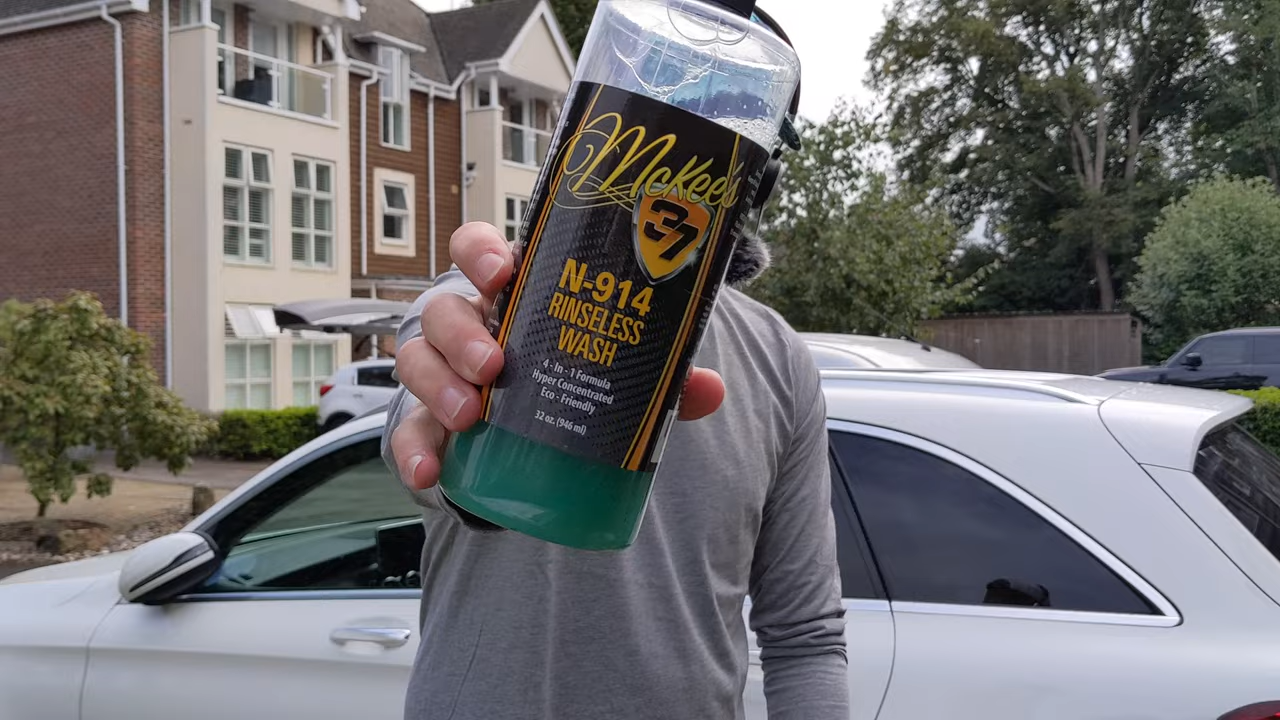 McKee's
37
N-914
RINSELESS
WASH
4 - In - 1 Formula
Hyper Concentrated
Eco - Friendly
32 oz. (946 ml)